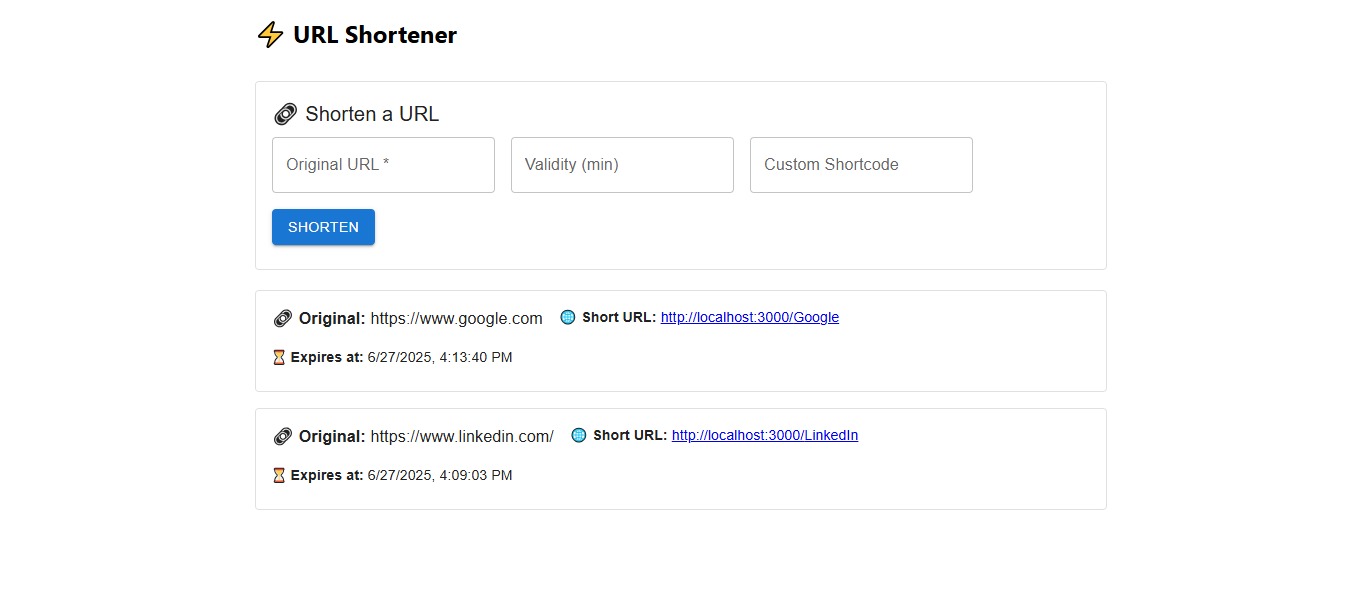 ⚡ URL Shortener
🔗 Shorten a URL
Original URL * Validity (min) Custom Shortcode
SHORTEN
🔗 Original: https://www.google.com 🌐 Short URL: http://localhost:3000/Google
⏳ Expires at: 6/27/2025, 4:13:40 PM
🔗 Original: https://www.linkedin.com/ 🌐 Short URL: http://localhost:3000/LinkedIn
⏳ Expires at: 6/27/2025, 4:09:03 PM